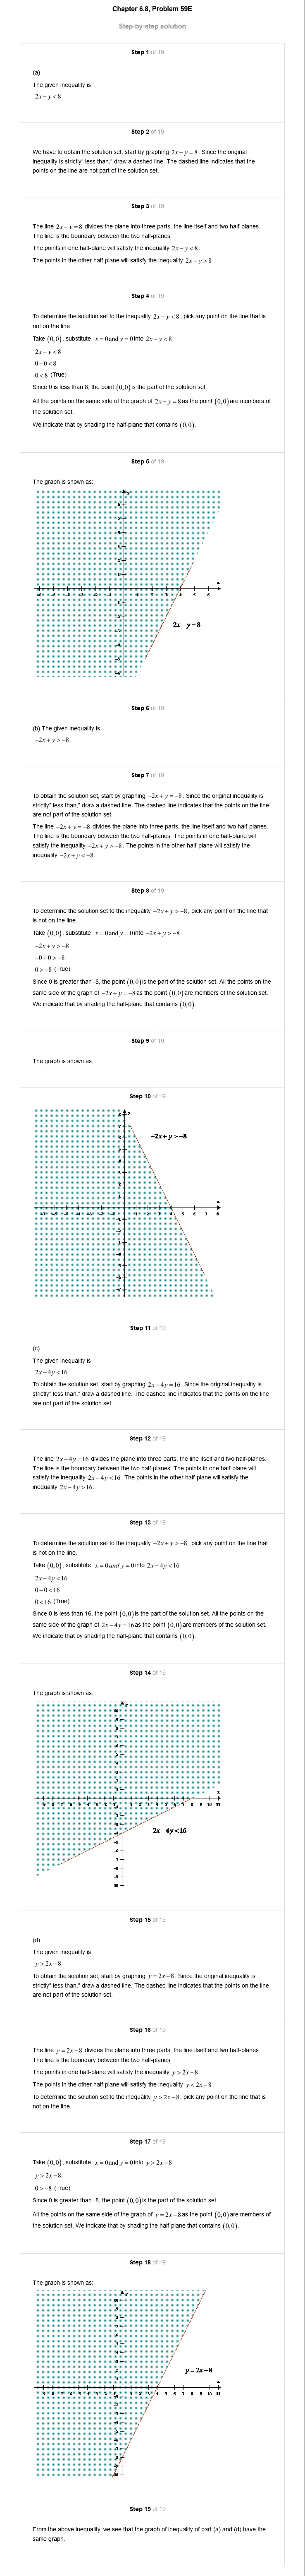 Chapter 6.8, Problem 59E
Step-by-step solution
Step 1 of 19
(a)
The given inequality is
2x − y < 8
Step 2 of 19
We have to obtain the solution set, start by graphing 2x − y = 8. Since the original
inequality is strictly" less than," draw a dashed line. The dashed line indicates that the
points on the line are not part of the solution set.
Step 3 of 19
The line 2x − y = 8 divides the plane into three parts, the line itself and two half-planes.
The line is the boundary between the two half-planes.
The points in one half-plane will satisfy the inequality 2x − y < 8.
The points in the other half-plane will satisfy the inequality 2x − y > 8.
Step 4 of 19
To determine the solution set to the inequality 2x − y < 8, pick any point on the line that is
not on the line.
Take (0,0), substitute x = 0 and y = 0 into 2x − y < 8
2x − y < 8
0 − 0 < 8
0 < 8 (True)
Since 0 is less than 8, the point (0,0) is the part of the solution set.
All the points on the same side of the graph of 2x − y = 8 as the point (0,0) are members of
the solution set.
We indicate that by shading the half-plane that contains (0,0).
Step 5 of 19
The graph is shown as:
2x − y = 8
Step 6 of 19
(b) The given inequality is
−2x + y > −8
Step 7 of 19
To obtain the solution set, start by graphing −2x + y = −8. Since the original inequality is
strictly" less than," draw a dashed line. The dashed line indicates that the points on the line
are not part of the solution set.
The line −2x + y = −8 divides the plane into three parts, the line itself and two half-planes.
The line is the boundary between the two half-planes. The points in one half-plane will
satisfy the inequality −2x + y > −8. The points in the other half-plane will satisfy the
inequality −2x + y < −8.
Step 8 of 19
To determine the solution set to the inequality −2x + y > −8, pick any point on the line that
is not on the line.
Take (0,0), substitute x = 0 and y = 0 into −2x + y > −8
−2x + y > −8
−0 + 0 > −8
0 > −8 (True)
Since 0 is greater than -8, the point (0,0) is the part of the solution set. All the points on the
same side of the graph of −2x + y = −8 as the point (0,0) are members of the solution set.
We indicate that by shading the half-plane that contains (0,0).
Step 9 of 19
The graph is shown as:
Step 10 of 19
−2x + y > −8
Step 11 of 19
(c)
The given inequality is
2x − 4y < 16
To obtain the solution set, start by graphing 2x − 4y = 16. Since the original inequality is
strictly" less than," draw a dashed line. The dashed line indicates that the points on the line
are not part of the solution set.
Step 12 of 19
The line 2x − 4y = 16 divides the plane into three parts, the line itself and two half-planes.
The line is the boundary between the two half-planes. The points in one half-plane will
satisfy the inequality 2x − 4y < 16. The points in the other half-plane will satisfy the
inequality 2x − 4y > 16.
Step 13 of 19
To determine the solution set to the inequality −2x + y > −8, pick any point on the line that
is not on the line.
Take (0,0), substitute x = 0 and y = 0 into 2x − 4y < 16
2x − 4y < 16
0 − 0 < 16
0 < 16 (True)
Since 0 is less than 16, the point (0,0) is the part of the solution set. All the points on the
same side of the graph of 2x − 4y = 16 as the point (0,0) are members of the solution set.
We indicate that by shading the half-plane that contains (0,0).
Step 14 of 19
The graph is shown as:
2x − 4y < 16
Step 15 of 19
(d)
The given inequality is
y > 2x − 8
To obtain the solution set, start by graphing y = 2x − 8. Since the original inequality is
strictly" less than," draw a dashed line. The dashed line indicates that the points on the line
are not part of the solution set.
Step 16 of 19
The line y = 2x − 8 divides the plane into three parts, the line itself and two half-planes.
The line is the boundary between the two half-planes.
The points in one half-plane will satisfy the inequality y > 2x − 8.
The points in the other half-plane will satisfy the inequality y < 2x − 8.
To determine the solution set to the inequality y > 2x − 8, pick any point on the line that is
not on the line.
Step 17 of 19
Take (0,0), substitute x = 0 and y = 0 into y > 2x − 8
y > 2x − 8
0 > −8 (True)
Since 0 is greater than -8, the point (0,0) is the part of the solution set.
All the points on the same side of the graph of y = 2x − 8 as the point (0,0) are members of
the solution set. We indicate that by shading the half-plane that contains (0,0).
Step 18 of 19
The graph is shown as:
y = 2x − 8
Step 19 of 19
From the above inequality, we see that the graph of inequality of part (a) and (d) have the
same graph.